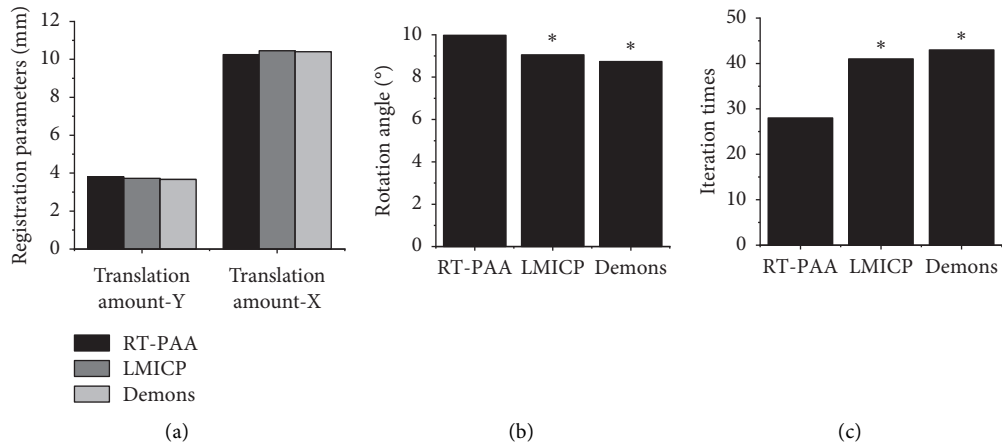 Registration parameters (mm)
12
10
8
6
4
2
0
Translation
amount-Y
Translation
amount-X
RT-PAA
LMICP
Demons
(a)
Rotation angle (°)
10
8
6
4
2
0
*
*
RT-PAA LMICP Demons
(b)
Iteration times
50
40
30
20
10
0
*
*
RT-PAA LMICP Demons
(c)